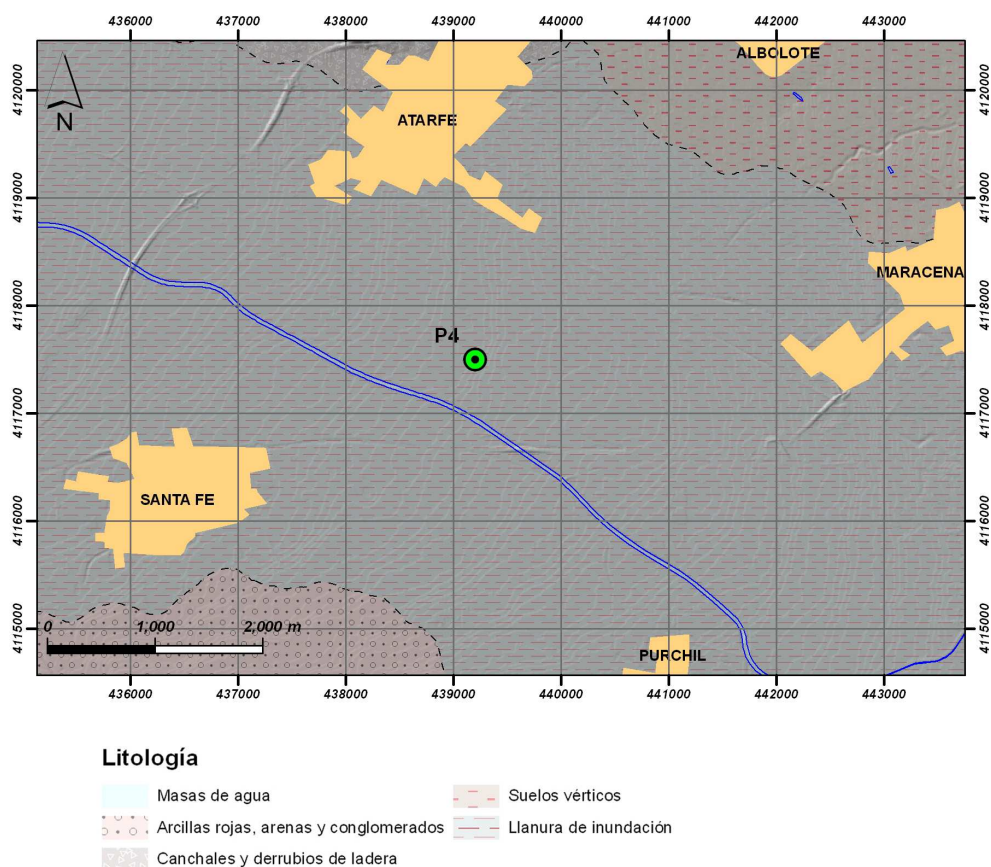 436000 437000 438000 439000 440000 441000 442000 443000
4120000 4120000
4119000 4119000
4118000 4118000
4117000 4117000
4116000 4116000
4115000 4115000
N
ALBOLOTE
ATARFE
MARACENA
P4
SANTA FE
PURCHIL
0 1,000 2,000 m
436000 437000 438000 439000 440000 441000 442000 443000
Litología
Masas de agua
Suelos vérticos
Arcillas rojas, arenas y conglomerados
Llanura de inundación
Canchales y derrubios de ladera